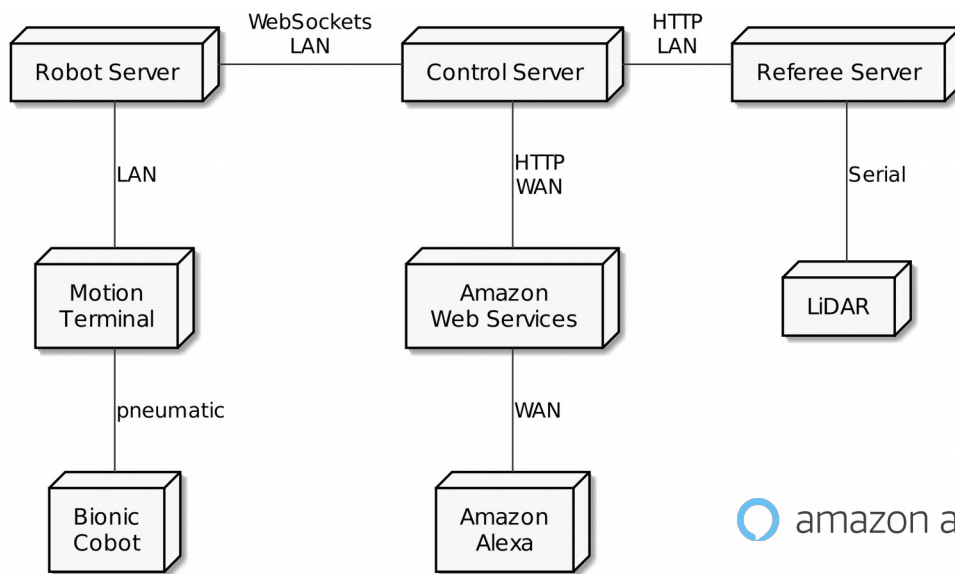 WebSockets
LAN
HTTP
LAN
Robot Server
Control Server
Referee Server
LAN
HTTP
WAN
Serial
Motion
Terminal
Amazon
Web Services
LiDAR
pneumatic
WAN
Bionic
Cobot
Amazon
Alexa
amazon a